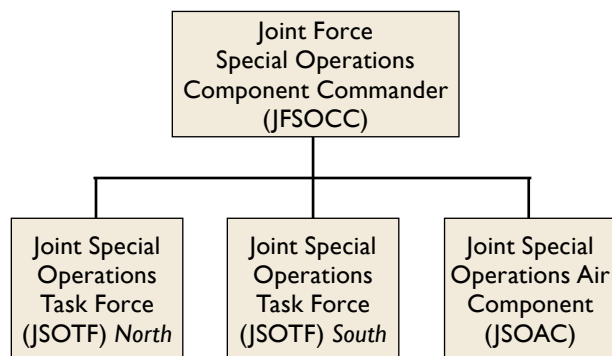 Joint Force
Special Operations
Component Commander
(JFSOCC)
Joint Special
Operations
Task Force
(JSOTF) North
Joint Special
Operations
Task Force
(JSOTF) South
Joint Special
Operations Air
Component
(JSOAC)